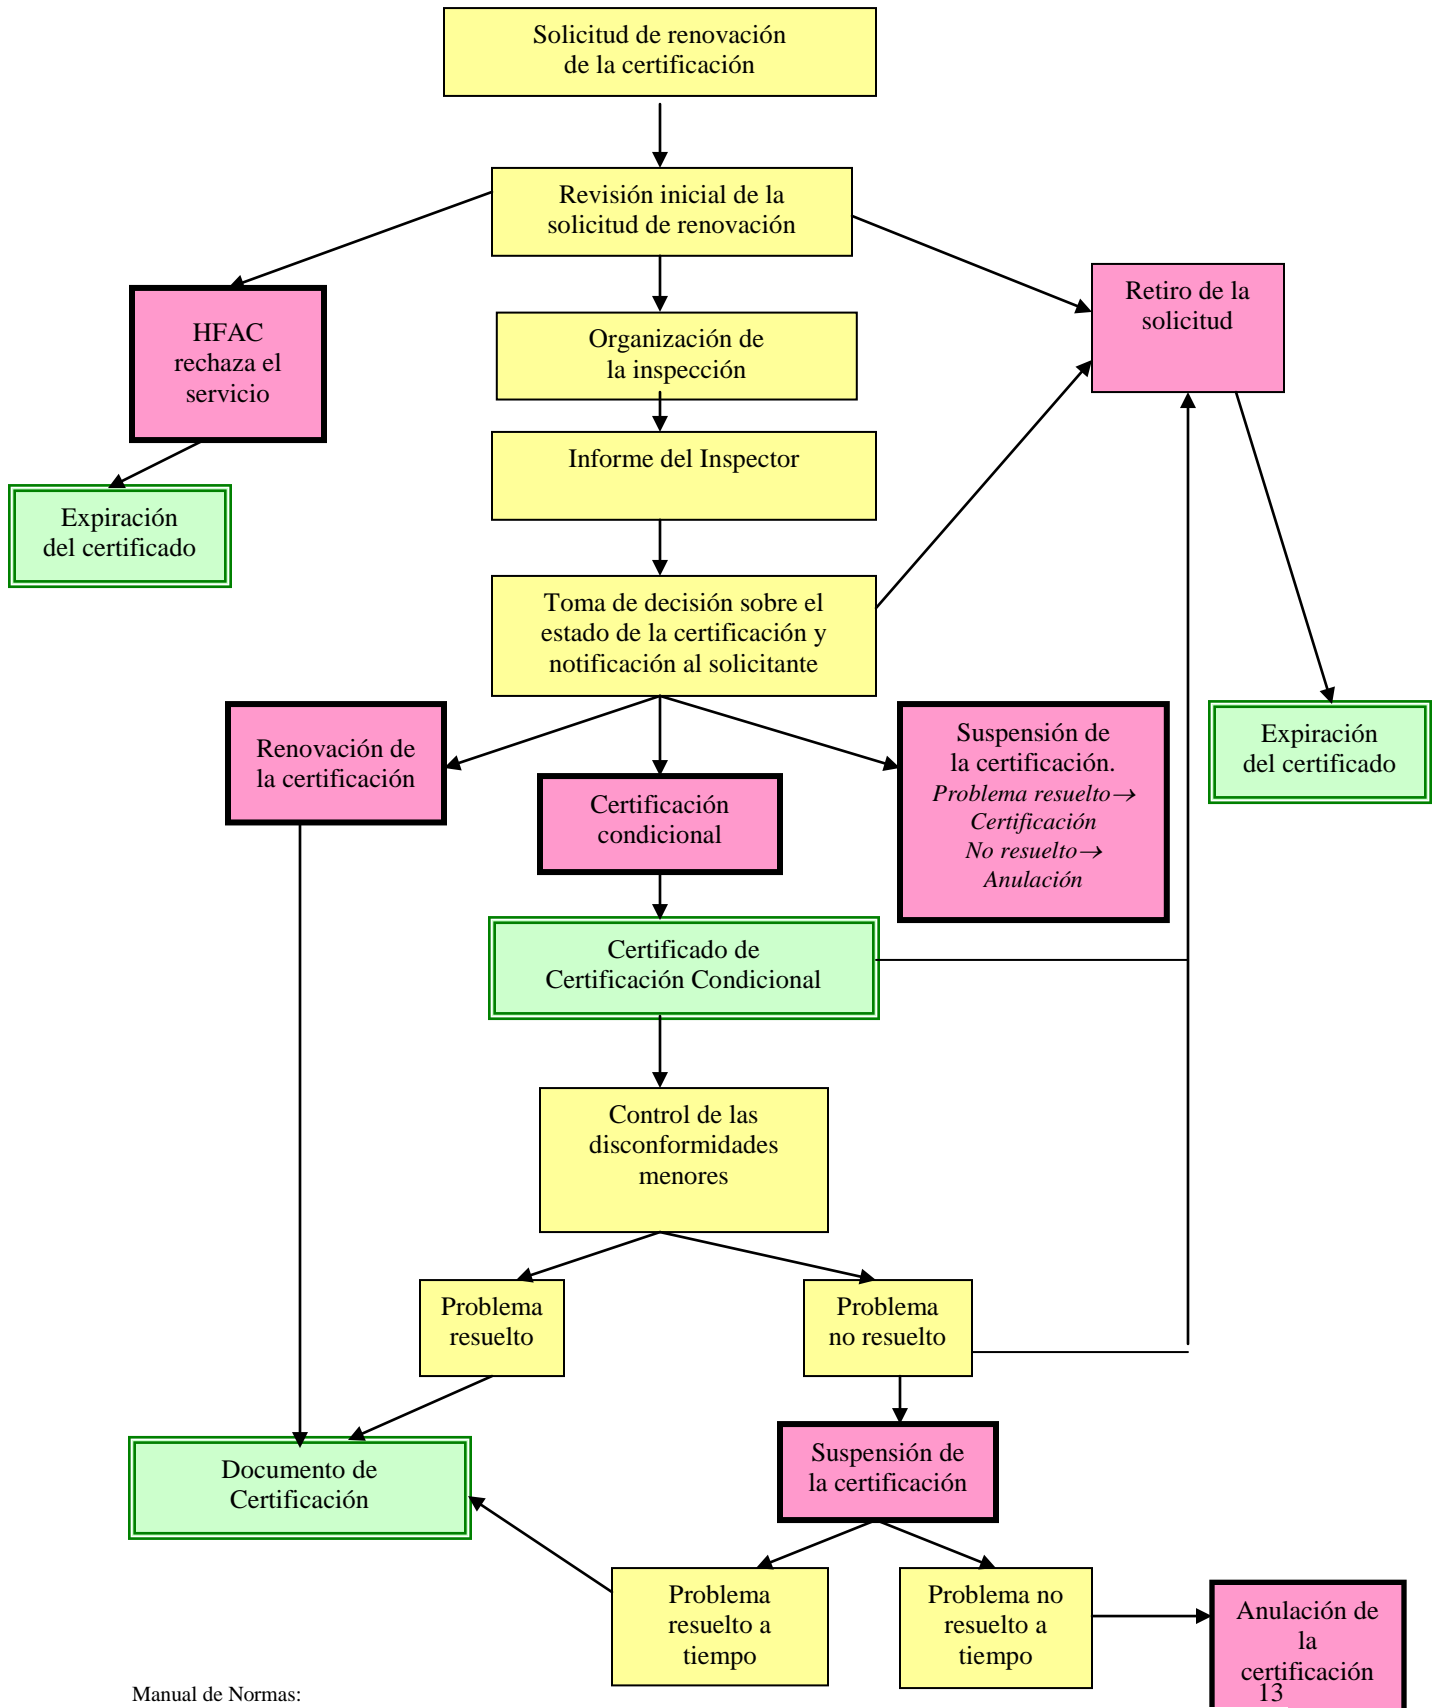 Solicitud de renovación
de la certificación
Revisión inicial de la
solicitud de renovación
Retiro de la
solicitud
HFAC
rechaza el
servicio
Organización de
la inspección
Informe del Inspector
Expiración
del certificado
Toma de decisión sobre el
estado de la certificación y
notificación al solicitante
Renovación de
la certificación
Certificación
condicional
Suspensión de
la certificación.
Problema resuelto→
Certificación
No resuelto→
Anulación
Expiración
del certificado
Certificado de
Certificación Condicional
Control de las
disconformidades
menores
Problema
resuelto
Problema
no resuelto
Documento de
Certificación
Suspensión de
la certificación
Problema
resuelto a
tiempo
Problema no
resuelto a
tiempo
Anulación de
la
certificación
Manual de Normas:
13